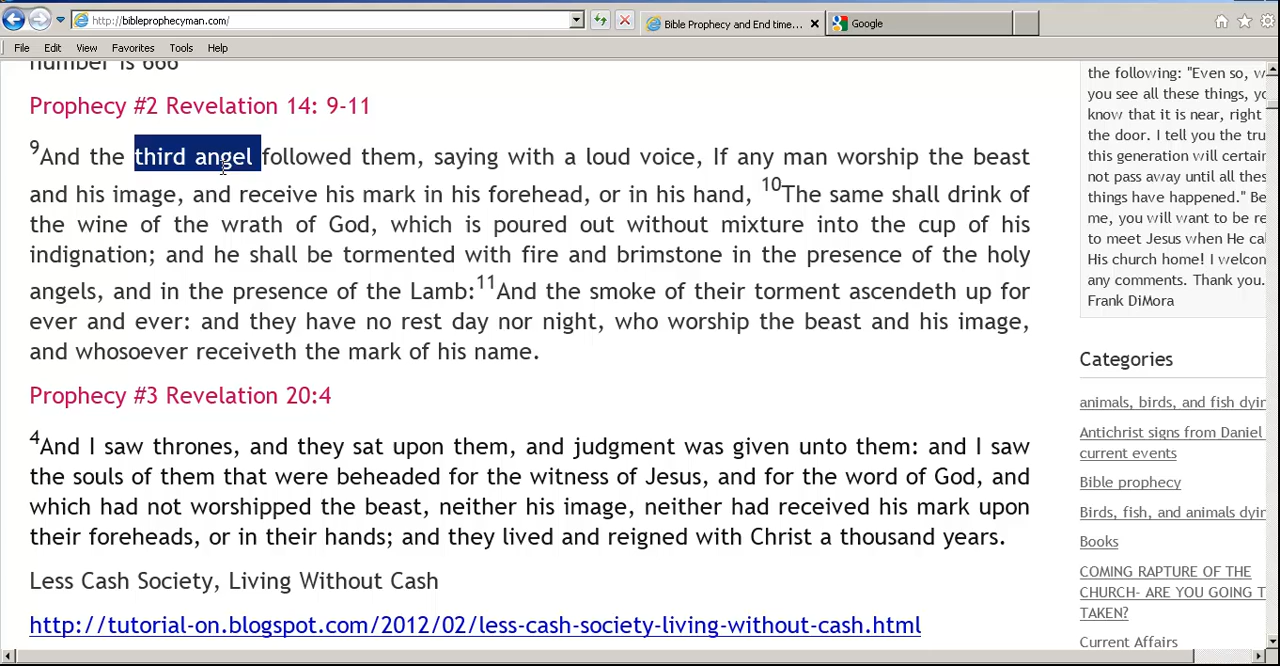 http://bibleprophecyman.com/
Bible Prophecy and End time...
Google
File Edit View Favorites Tools Help
number is 666
Prophecy #2 Revelation 14: 9-11
9And the third angel followed them, saying with a loud voice, If any man worship the beast
and his image, and receive his mark in his forehead, or in his hand, 10The same shall drink of
the wine of the wrath of God, which is poured out without mixture into the cup of his
indignation; and he shall be tormented with fire and brimstone in the presence of the holy
angels, and in the presence of the Lamb:11And the smoke of their torment ascendeth up for
ever and ever: and they have no rest day nor night, who worship the beast and his image,
and whosoever receiveth the mark of his name.
Prophecy #3 Revelation 20:4
4And I saw thrones, and they sat upon them, and judgment was given unto them: and I saw
the souls of them that were beheaded for the witness of Jesus, and for the word of God, and
which had not worshipped the beast, neither his image, neither had received his mark upon
their foreheads, or in their hands; and they lived and reigned with Christ a thousand years.
Less Cash Society, Living Without Cash
http://tutorial-on.blogspot.com/2012/02/less-cash-society-living-without-cash.html
the following: "Even so, w
you see all these things, yo
know that it is near, right
the door. I tell you the tru
this generation will certain
not pass away until all thes
things have happened." Be
me, you will want to be re
to meet Jesus when He ca
His church home! I welcon
any comments. Thank you.
Frank DiMora
Categories
animals, birds, and fish dyin
Antichrist signs from Daniel
current events
Bible prophecy
Birds, fish, and animals dyin
Books
COMING RAPTURE OF THE
CHURCH- ARE YOU GOING T
TAKEN?
Current Affairs